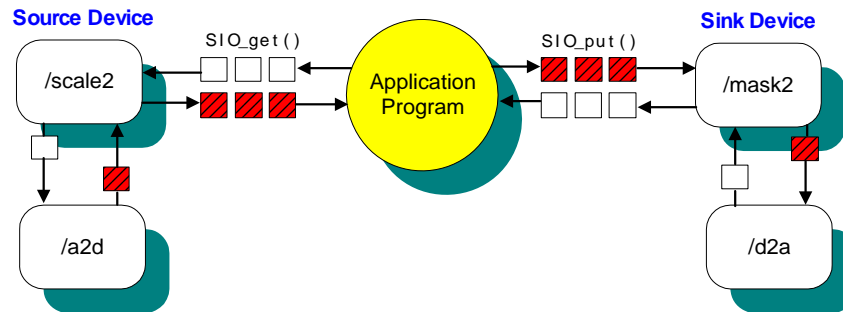 Source Device
Sink Device
SIO_get()
SIO_put()
/scale2
Application
Program
/mask2
/a2d
/d2a